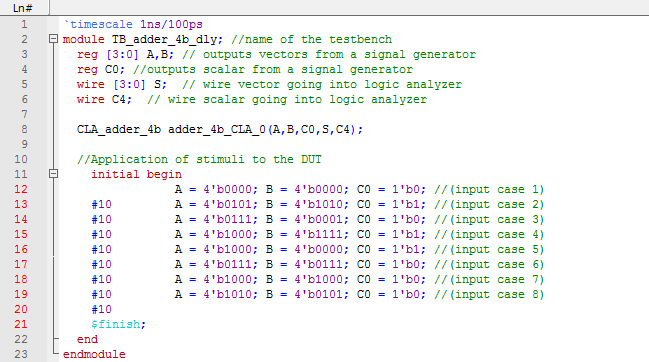 Ln#
1 `timescale 1ns/100ps
2 module TB_adder_4b_dly; //name of the testbench
3 reg [3:0] A,B; // outputs vectors from a signal generator
4 reg C0; //outputs scalar from a signal generator
5 wire [3:0] S; // wire vector going into logic analyzer
6 wire C4; // wire scalar going into logic analyzer
7
8 CLA_adder_4b adder_4b_CLA_0(A,B,C0,S,C4);
9
10 //Application of stimuli to the DUT
11 initial begin
12 A = 4'b0000; B = 4'b0000; C0 = 1'b0; //(input case 1)
13 #10 A = 4'b0101; B = 4'b1010; C0 = 1'b1; //(input case 2)
14 #10 A = 4'b0111; B = 4'b0001; C0 = 1'b0; //(input case 3)
15 #10 A = 4'b1000; B = 4'b1111; C0 = 1'b1; //(input case 4)
16 #10 A = 4'b1000; B = 4'b0000; C0 = 1'b1; //(input case 5)
17 #10 A = 4'b0111; B = 4'b0111; C0 = 1'b0; //(input case 6)
18 #10 A = 4'b1000; B = 4'b1000; C0 = 1'b0; //(input case 7)
19 #10 A = 4'b1010; B = 4'b0101; C0 = 1'b0; //(input case 8)
20 #10
21 $finish;
22 end
23 endmodule